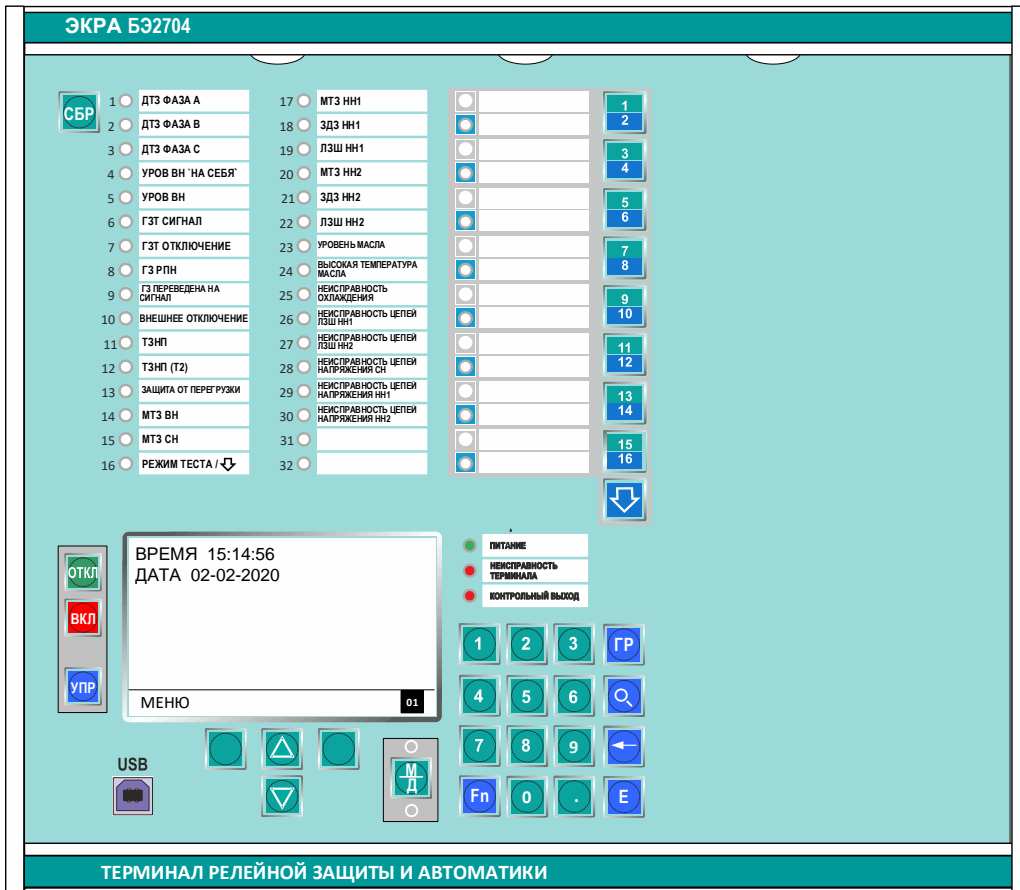 ЭКРА БЭ2704
СБР
1 ДТЗ ФАЗА А
2 ДТЗ ФАЗА В
3 ДТЗ ФАЗА С
4 УРОВ ВН `НА СЕБЯ`
5 УРОВ ВН
6 ГЗТ СИГНАЛ
7 ГЗТ ОТКЛЮЧЕНИЕ
8 ГЗ РПН
9 ГЗ ПЕРЕВЕДЕНА НА
СИГНАЛ
10 ВНЕШНЕЕ ОТКЛЮЧЕНИЕ
11 ТЗНП
12 ТЗНП (Т2)
13 ЗАЩИТА ОТ ПЕРЕГРУЗКИ
14 МТЗ ВН
15 МТЗ СН
16 РЕЖИМ ТЕСТА /
17 МТЗ НН1
18 ЗДЗ НН1
19 ЛЗШ НН1
20 МТЗ НН2
21 ЗДЗ НН2
22 ЛЗШ НН2
23 УРОВЕНЬ МАСЛА
24 ВЫСОКАЯ ТЕМПЕРАТУРА
МАСЛА
25 НЕИСПРАВНОСТЬ
ОХЛАЖДЕНИЯ
26 НЕИСПРАВНОСТЬ ЦЕПЕЙ
ЛЗШ НН1
27 НЕИСПРАВНОСТЬ ЦЕПЕЙ
ЛЗШ НН2
28 НЕИСПРАВНОСТЬ ЦЕПЕЙ
НАПРЯЖЕНИЯ СН
29 НЕИСПРАВНОСТЬ ЦЕПЕЙ
НАПРЯЖЕНИЯ НН1
30 НЕИСПРАВНОСТЬ ЦЕПЕЙ
НАПРЯЖЕНИЯ НН2
31
32
1
2
3
4
5
6
7
8
9
10
11
12
13
14
15
16
ОТКЛ
ВКЛ
УПР
ВРЕМЯ 15:14:56
ДАТА 02-02-2020
МЕНЮ 01
ПИТАНИЕ
НЕИСПРАВНОСТЬ
ТЕРМИНАЛА
КОНТРОЛЬНЫЙ ВЫХОД
USB
М
Д
1 2 3 ГР
4 5 6
7 8 9
Fn 0 . E
ТЕРМИНАЛ РЕЛЕЙНОЙ ЗАЩИТЫ И АВТОМАТИКИ